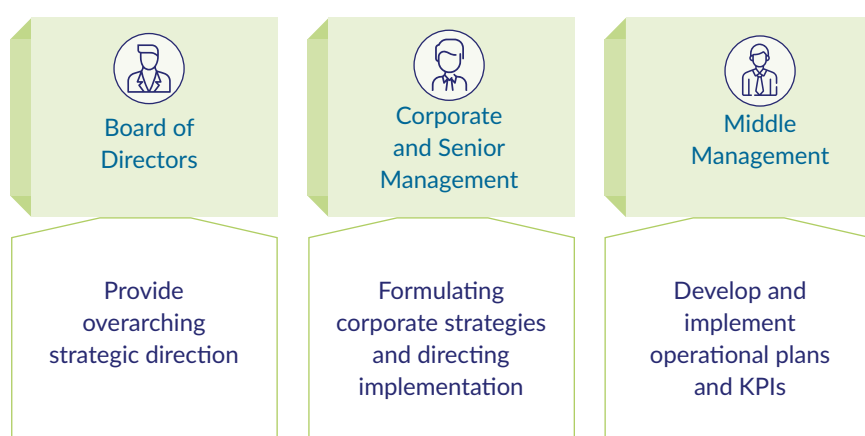 Board of
Directors
Corporate
and Senior
Management
Middle
Management
Provide
overarching
strategic direction
Formulating
corporate strategies
and directing
implementation
Develop and
implement
operational plans
and KPIs